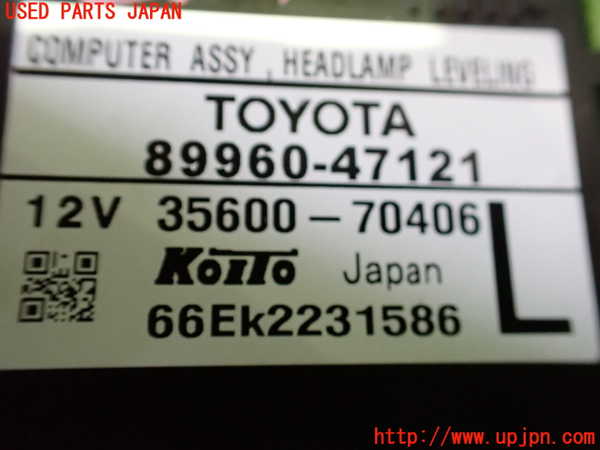 USED PARTS JAPAN
COMPUTER ASSY, HEADLAMP LEVELING
TOYOTA
89960-47121
12V 35600-70406 L
KOITO Japan
66Ek2231586
http://www.upjpn.com/